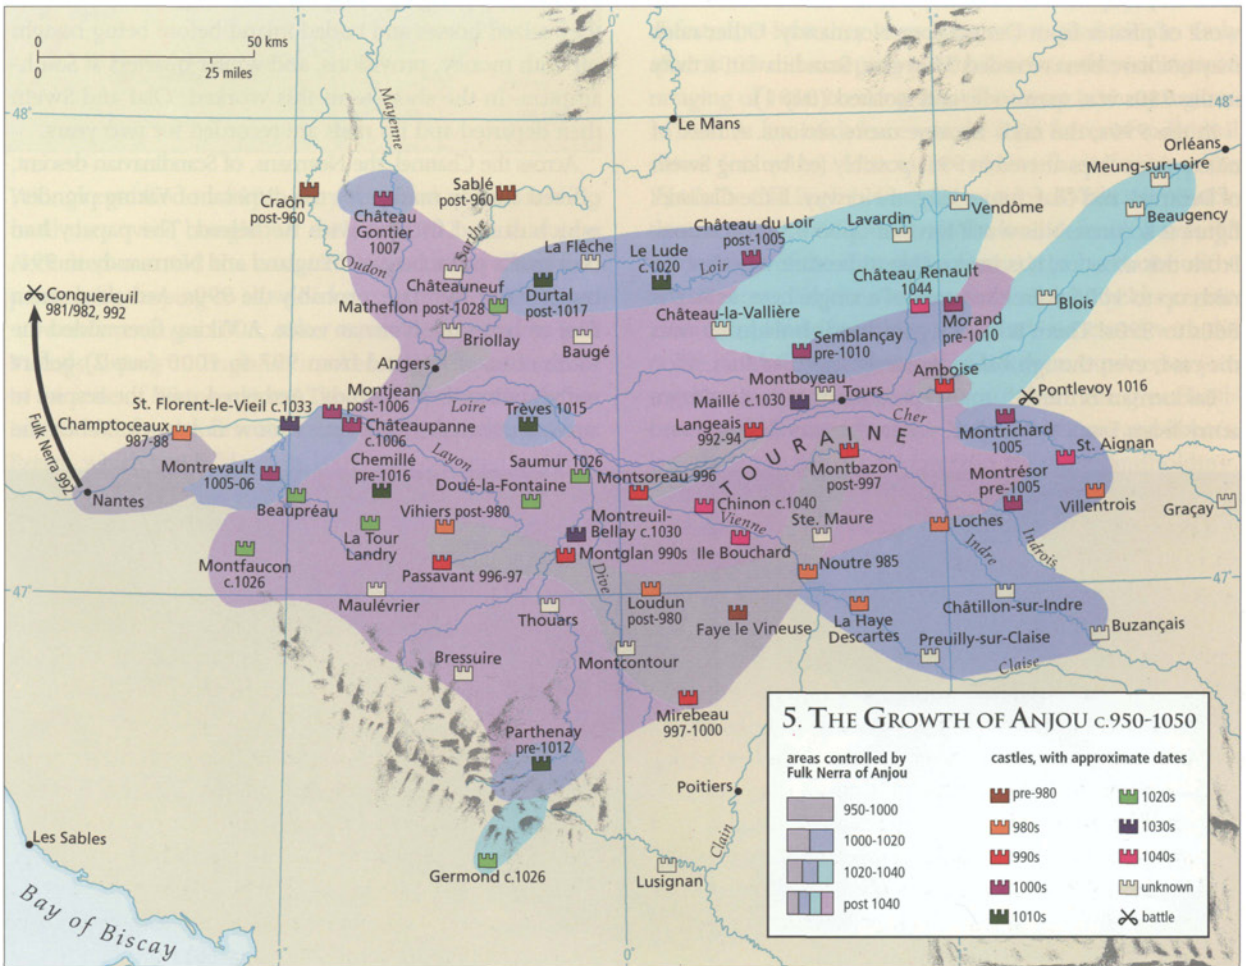 0
50 kms
0
25 miles
48°
48°
Mayenne
Le Mans
Orléans
Meung-sur-Loire
Craôn
post-960
Château
Gontier
1007
Sablé
post-960
Sarthe
Oudon
Château du Loir
post-1005
Lavardin
Vendôme
Beaugency
La Flêche
Le Lude
c.1020
Loir
Château Renault
1044
Conquereuil
981/982, 992
Châteauneuf
Matheflon post-1028
Durtal
post-1017
Château-la-Vallière
Morand
pre-1010
Blois
Briollay
Baugé
Semblançay
pre-1010
Angers
Amboise
Montjean
post-1006
Montboyeau
Tours
Pontlevoy 1016
St. Florent-le-Vieil c.1033
Loire
Trèves 1015
Maillé c.1030
Cher
Champtoceaux
987-88
Châteaupanne
c.1006
Langeais
992-94
TOURAINE
Montrichard
1005
St. Aignan
Fulk Nerra 992
Montrevault
1005-06
Chemillé
pre-1016
Layon
Saumur 1026
Montsoreau 996
Montbazon
post-997
Montrésor
pre-1005
Villentrois
Nantes
Beaupréau
Doué-la-Fontaine
Chinon c.1040
Graçay
Vihiers post-980
Montreuil-
Bellay c.1030
Vienne
Ste. Maure
Loches
La Tour
Landry
Ile Bouchard
Indre
Indrois
Montfaucon
c.1026
Passavant 996-97
Montglan 990s
Noutre 985
47°
47°
Maulévrier
Dive
Loudun
post-980
Faye le Vineuse
La Haye
Descartes
Châtillon-sur-Indre
Thouars
Buzançais
Montcontour
Preuilly-sur-Claise
Claise
Bressuire
Mirebeau
997-1000
Parthenay
pre-1012
Poitiers
Clain
Les Sables
Germond c.1026
Lusignan
Bay of Biscay
1°
0°
5. THE GROWTH OF ANJOU c.950-1050
areas controlled by
Fulk Nerra of Anjou
950-1000
1000-1020
1020-1040
post 1040
castles, with approximate dates
pre-980
980s
990s
1000s
1010s
1020s
1030s
1040s
unknown
battle